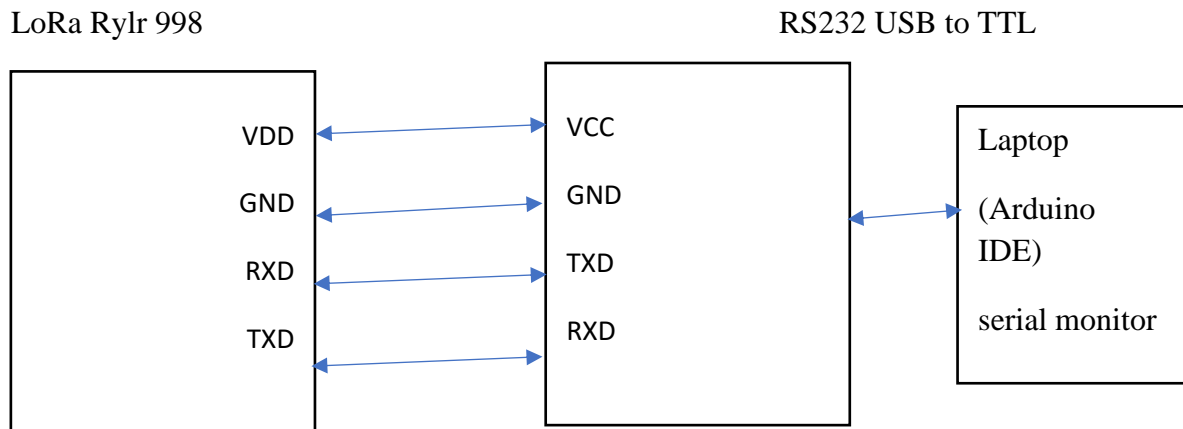 LoRa Rylr 998
RS232 USB to TTL
VDD
GND
RXD
TXD
VCC
GND
TXD
RXD
Laptop
(Arduino
IDE)
serial monitor